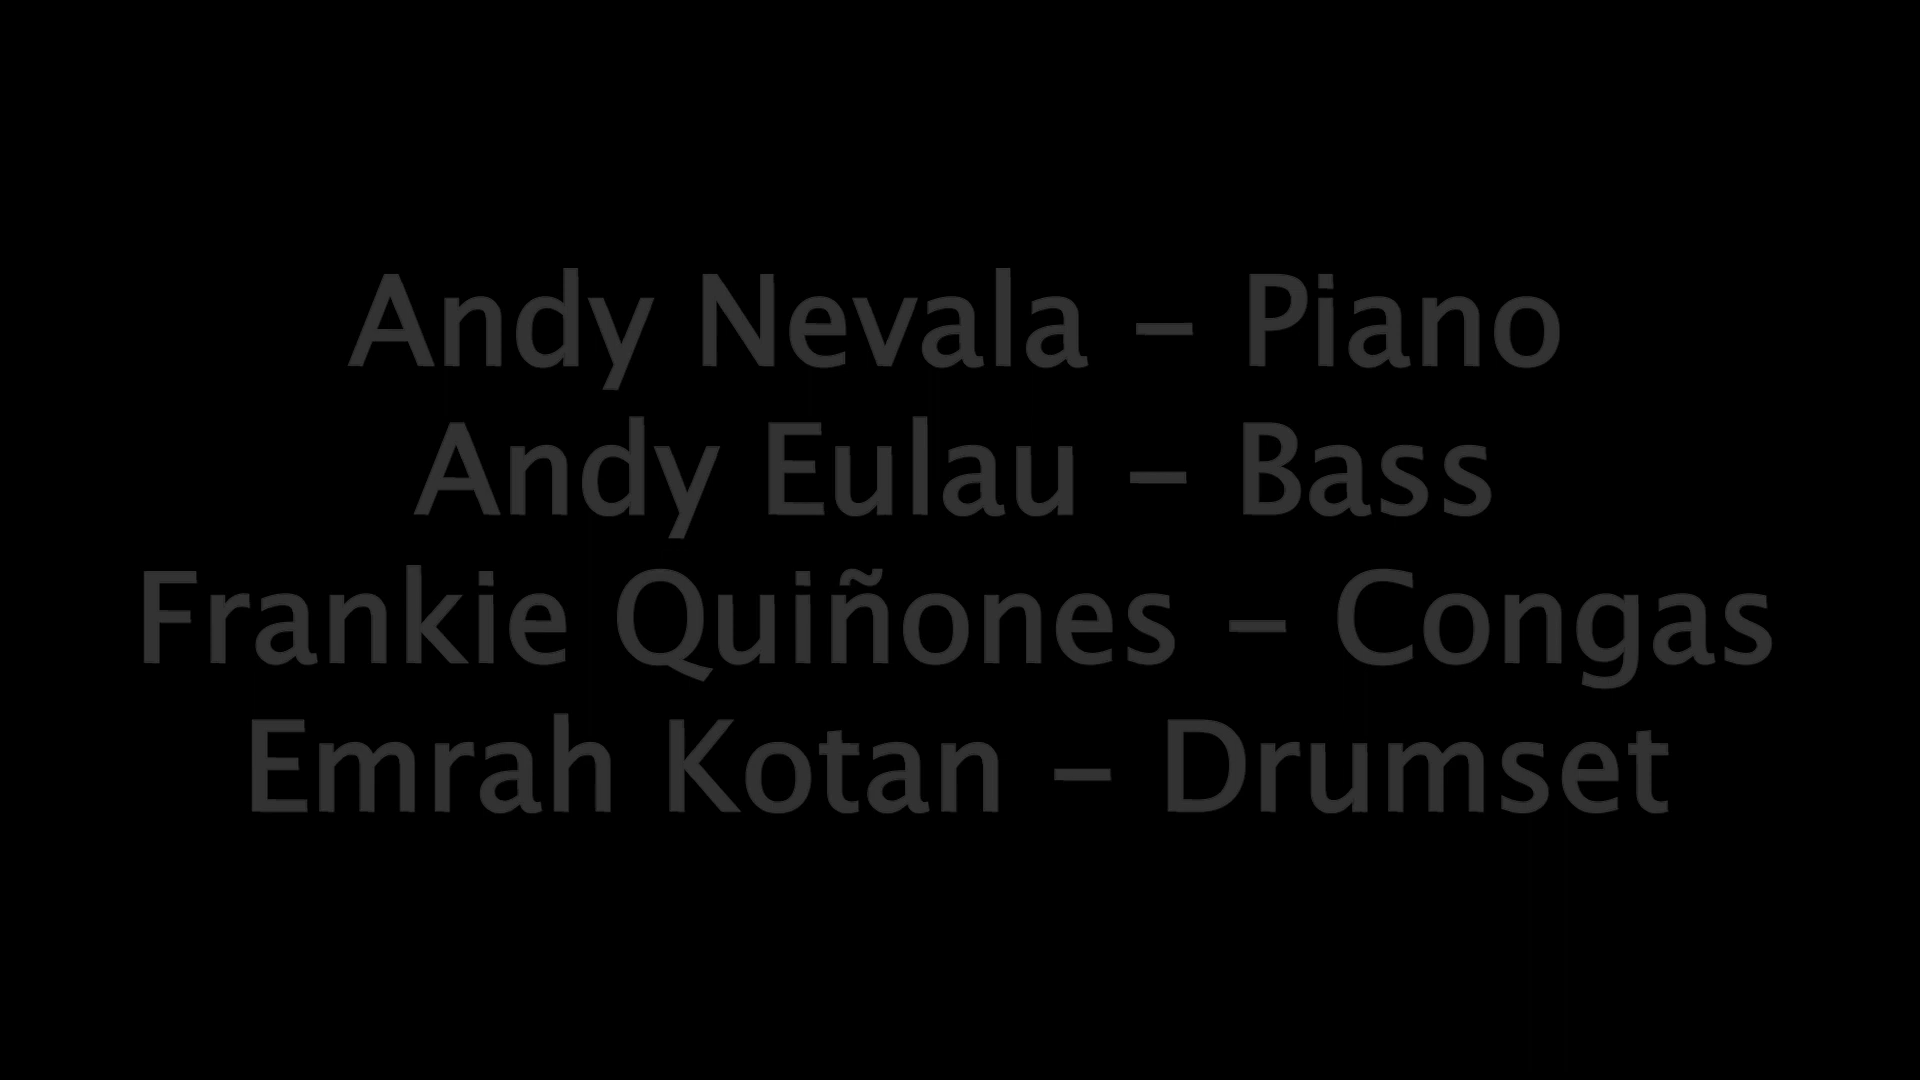 Andy Nevala – Piano
Andy Eulau – Bass
Frankie Quiñones – Congas
Emrah Kotan – Drumset